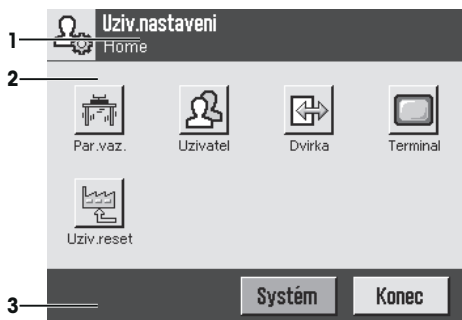 Uziv.nastaveni
1
Home
2
Par.vaz. Uzivatel Dvirka Terminal
Uziv.reset
3
Systém Konec